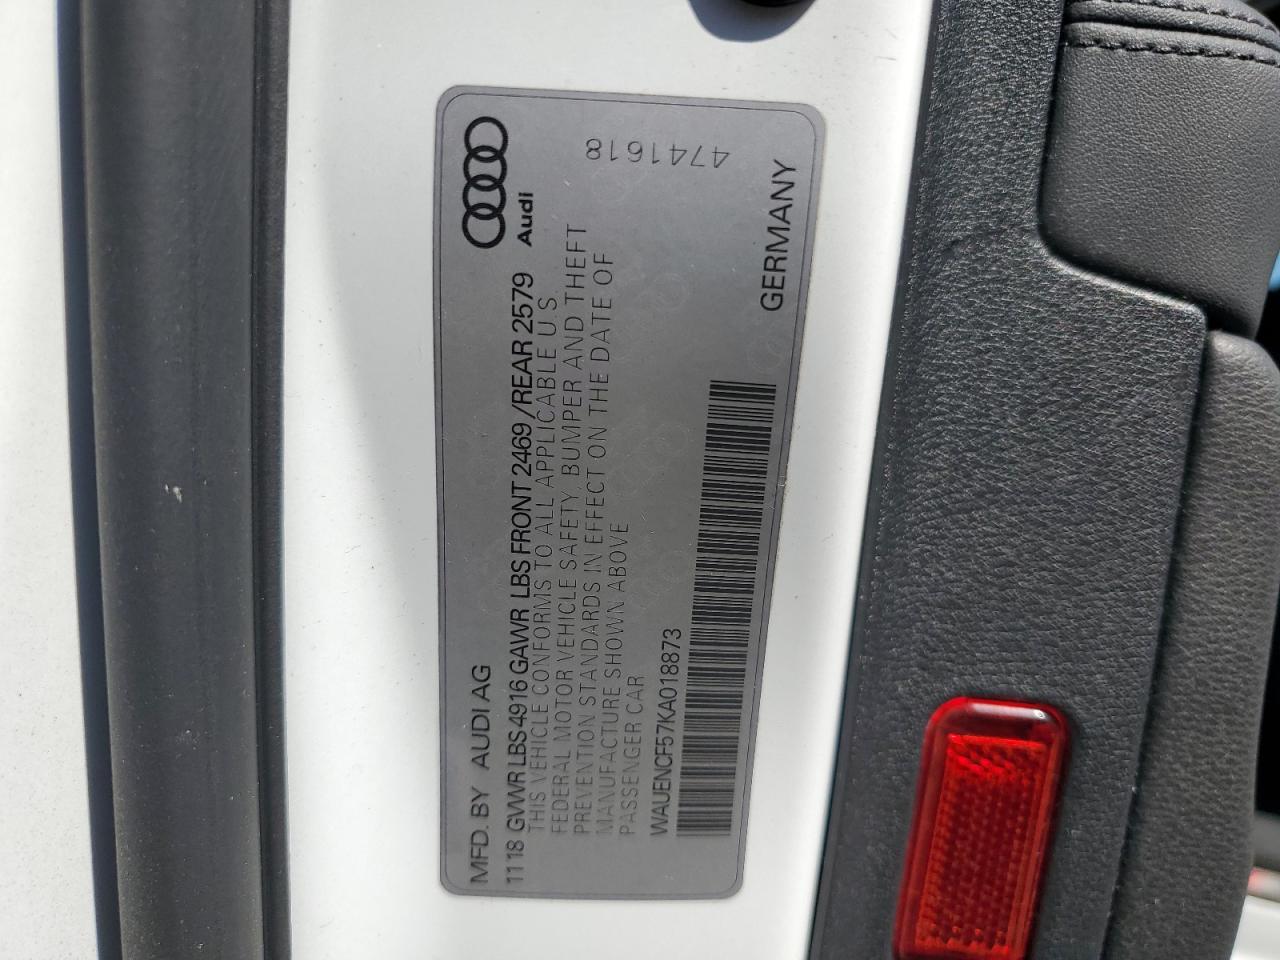 MFD. BY AUDI AG
1118 GVWR LBS 4916 GAWR LBS FRONT 2469 / REAR 2579
THIS VEHICLE CONFORMS TO ALL APPLICABLE U S
FEDERAL MOTOR VEHICLE SAFETY, BUMPER AND THEFT
PREVENTION STANDARDS IN EFFECT ON THE DATE OF
MANUFACTURE SHOWN ABOVE
PASSENGER CAR
WAUENCF57KA018873
Audi
4741618
GERMANY